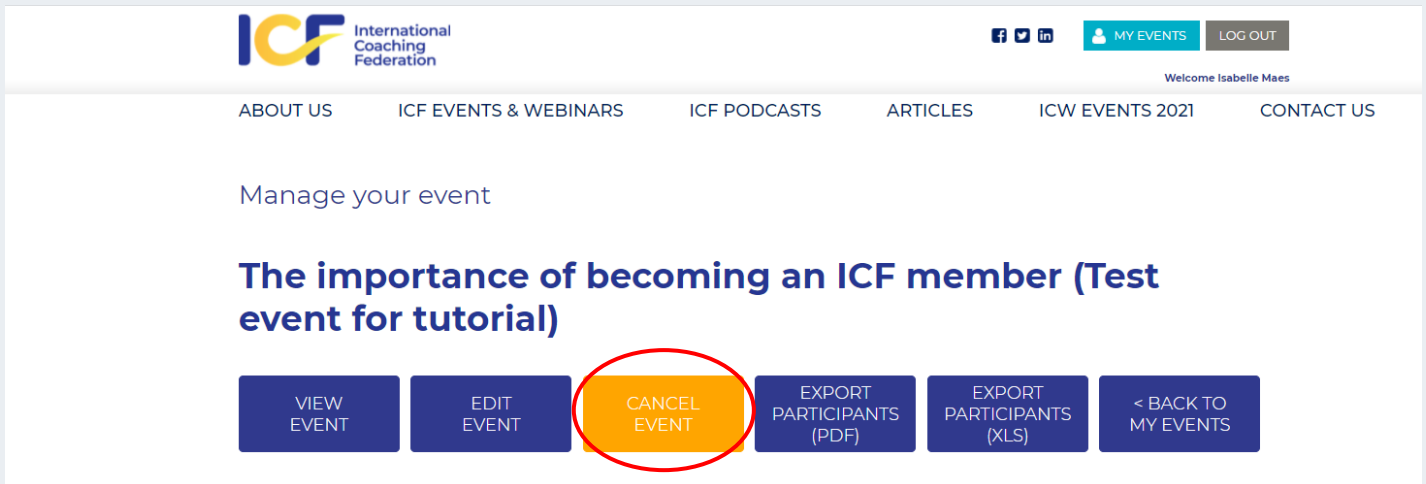 ICF
International
Coaching
Federation
MY EVENTS
LOG OUT
Welcome Isabelle Maes
ABOUT US ICF EVENTS & WEBINARS ICF PODCASTS ARTICLES ICW EVENTS 2021 CONTACT US
Manage your event
The importance of becoming an ICF member (Test
event for tutorial)
VIEW
EVENT
EDIT
EVENT
CANCEL
EVENT
EXPORT
PARTICIPANTS
(PDF)
EXPORT
PARTICIPANTS
(XLS)
< BACK TO
MY EVENTS